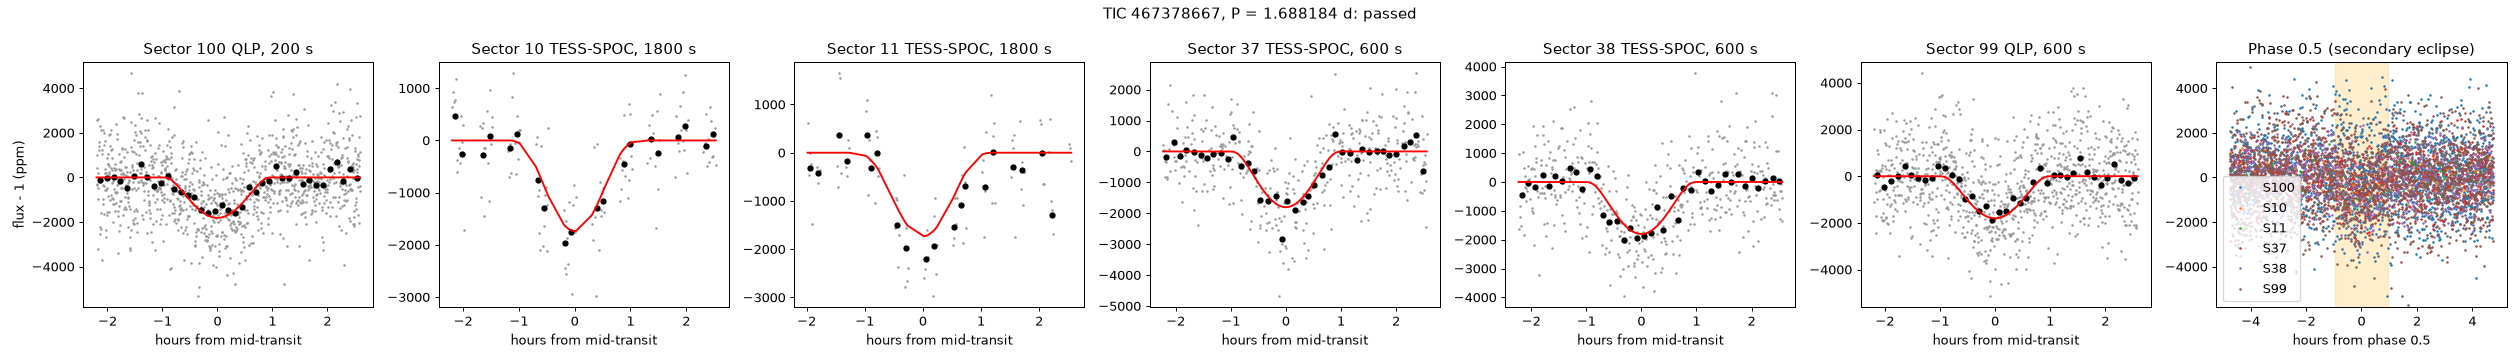 TIC 467378667, P = 1.688184 d: passed
Sector 100 QLP, 200 s
Sector 10 TESS-SPOC, 1800 s
Sector 11 TESS-SPOC, 1800 s
Sector 37 TESS-SPOC, 600 s
Sector 38 TESS-SPOC, 600 s
Sector 99 QLP, 600 s
Phase 0.5 (secondary eclipse)
flux - 1 (ppm)
4000
2000
0
−2000
−4000
−2 −1 0 1 2
hours from mid-transit
1000
0
−1000
−2000
−3000
−2 −1 0 1 2
hours from mid-transit
1000
0
−1000
−2000
−3000
−2 −1 0 1 2
hours from mid-transit
2000
1000
0
−1000
−2000
−3000
−4000
−5000
−2 −1 0 1 2
hours from mid-transit
4000
3000
2000
1000
0
−1000
−2000
−3000
−4000
−2 −1 0 1 2
hours from mid-transit
4000
2000
0
−2000
−4000
−2 −1 0 1 2
hours from mid-transit
4000
2000
0
−2000
−4000
S100
S10
S11
S37
S38
S99
−4 −2 0 2 4
hours from phase 0.5